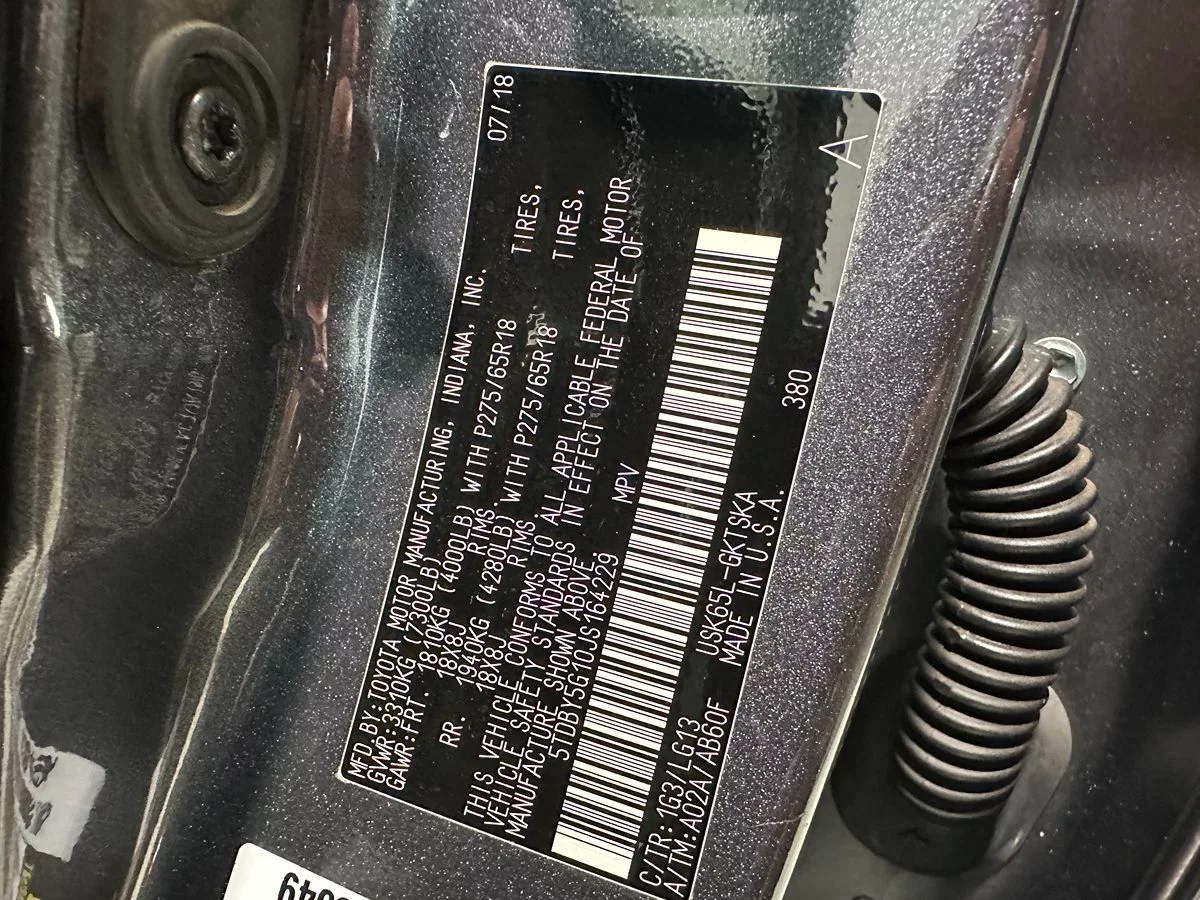 07/18
MFD BY:TOYOTA MOTOR MANUFACTURING, INDIANA, INC.
GVWR:3310KG (7300LB)
GAWR:FRT. 1810KG (4000LB) WITH P275/65R18 TIRES,
18X8J RIMS
RR. 1940KG (4280LB) WITH P275/65R18 TIRES,
18X8J RIMS
THIS VEHICLE CONFORMS TO ALL APPLICABLE FEDERAL MOTOR
VEHICLE SAFETY STANDARDS IN EFFECT ON THE DATE OF
MANUFACTURE SHOWN ABOVE.
5TDBY5G10JS164229 MPV
C/TR: 1G3/LG13 USK65L-GKTSKA 380
A/TM:A02A/AB60F MADE IN U.S.A.
A